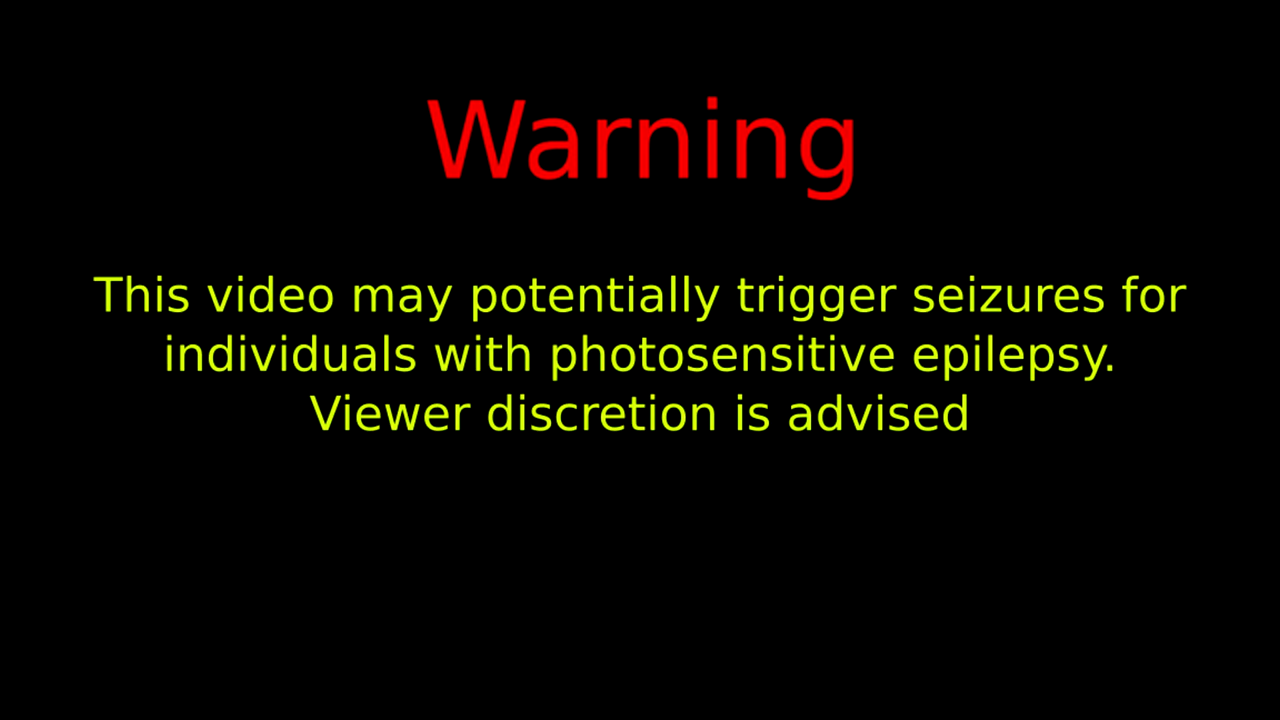 Warning
This video may potentially trigger seizures for
individuals with photosensitive epilepsy.
Viewer discretion is advised